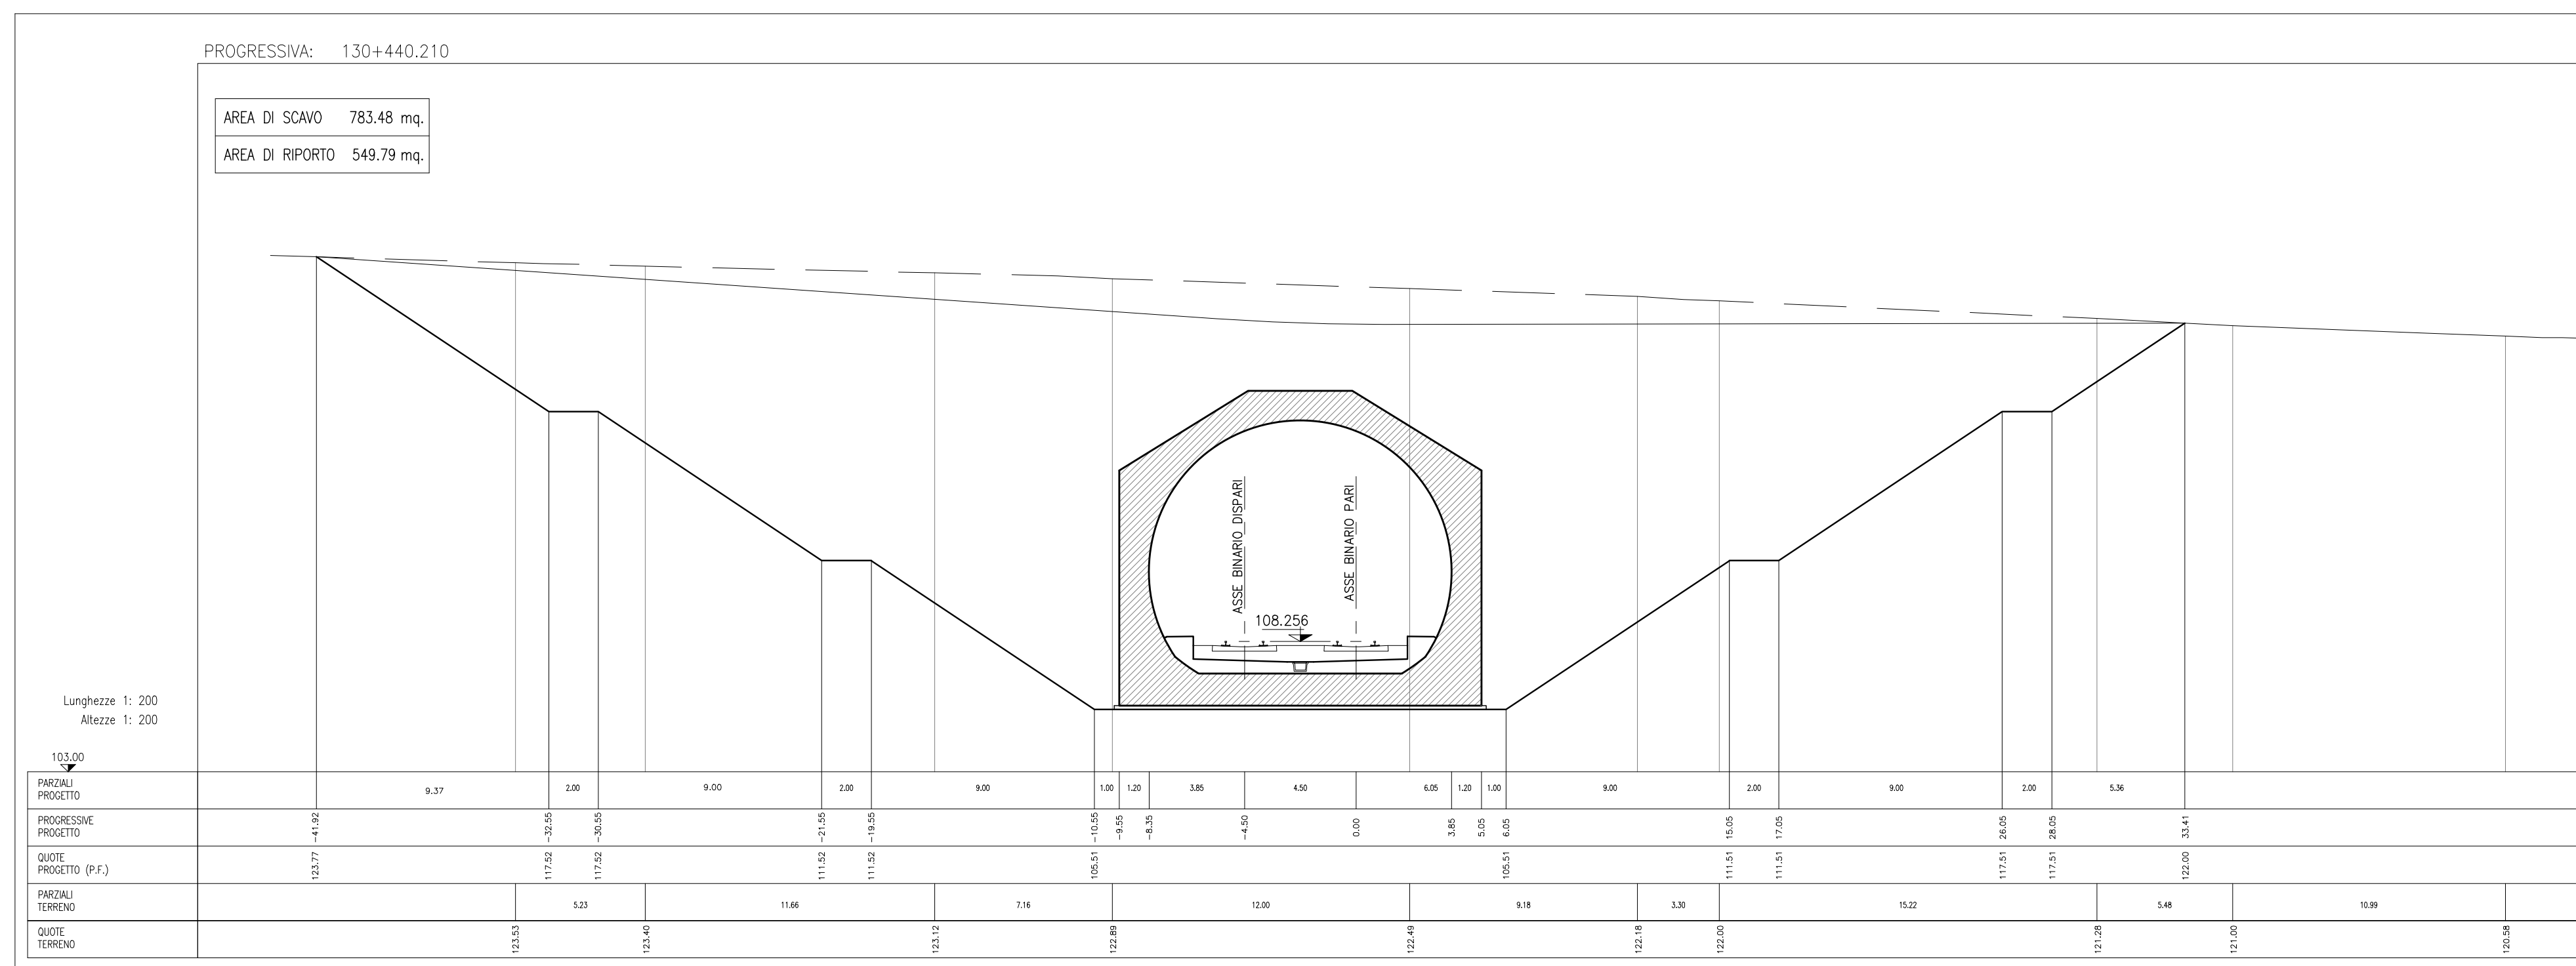 PROGRESSIVA: 130+440.210
AREA DI SCAVO 783.48 mq.
AREA DI RIPORTO 549.79 mq.
ASSE BINARIO DISPARI
ASSE BINARIO PARI
108.256
Lunghezze 1: 200
Altezze 1: 200
103.00
PARZIALI
PROGETTO
9.37 2.00 9.00 2.00 9.00 1.00 1.20 3.85 4.50 6.05 1.20 1.00 9.00 2.00 9.00 2.00 5.36
PROGRESSIVE
PROGETTO
-41.92 -32.55 -30.55 -21.55 -19.55 -10.55 -9.55 -8.35 -4.50 0.00 3.85 5.05 6.05 15.05 17.05 26.05 28.05 33.41
QUOTE
PROGETTO (P.F.)
123.77 117.52 117.52 111.52 111.52 105.51 105.51 111.51 111.51 117.51 117.51 122.00
PARZIALI
TERRENO
5.23 11.66 7.16 12.00 9.18 3.30 15.22 5.48 10.99
QUOTE
TERRENO
123.53 123.40 123.12 122.89 122.49 122.18 122.00 121.28 121.00 120.58